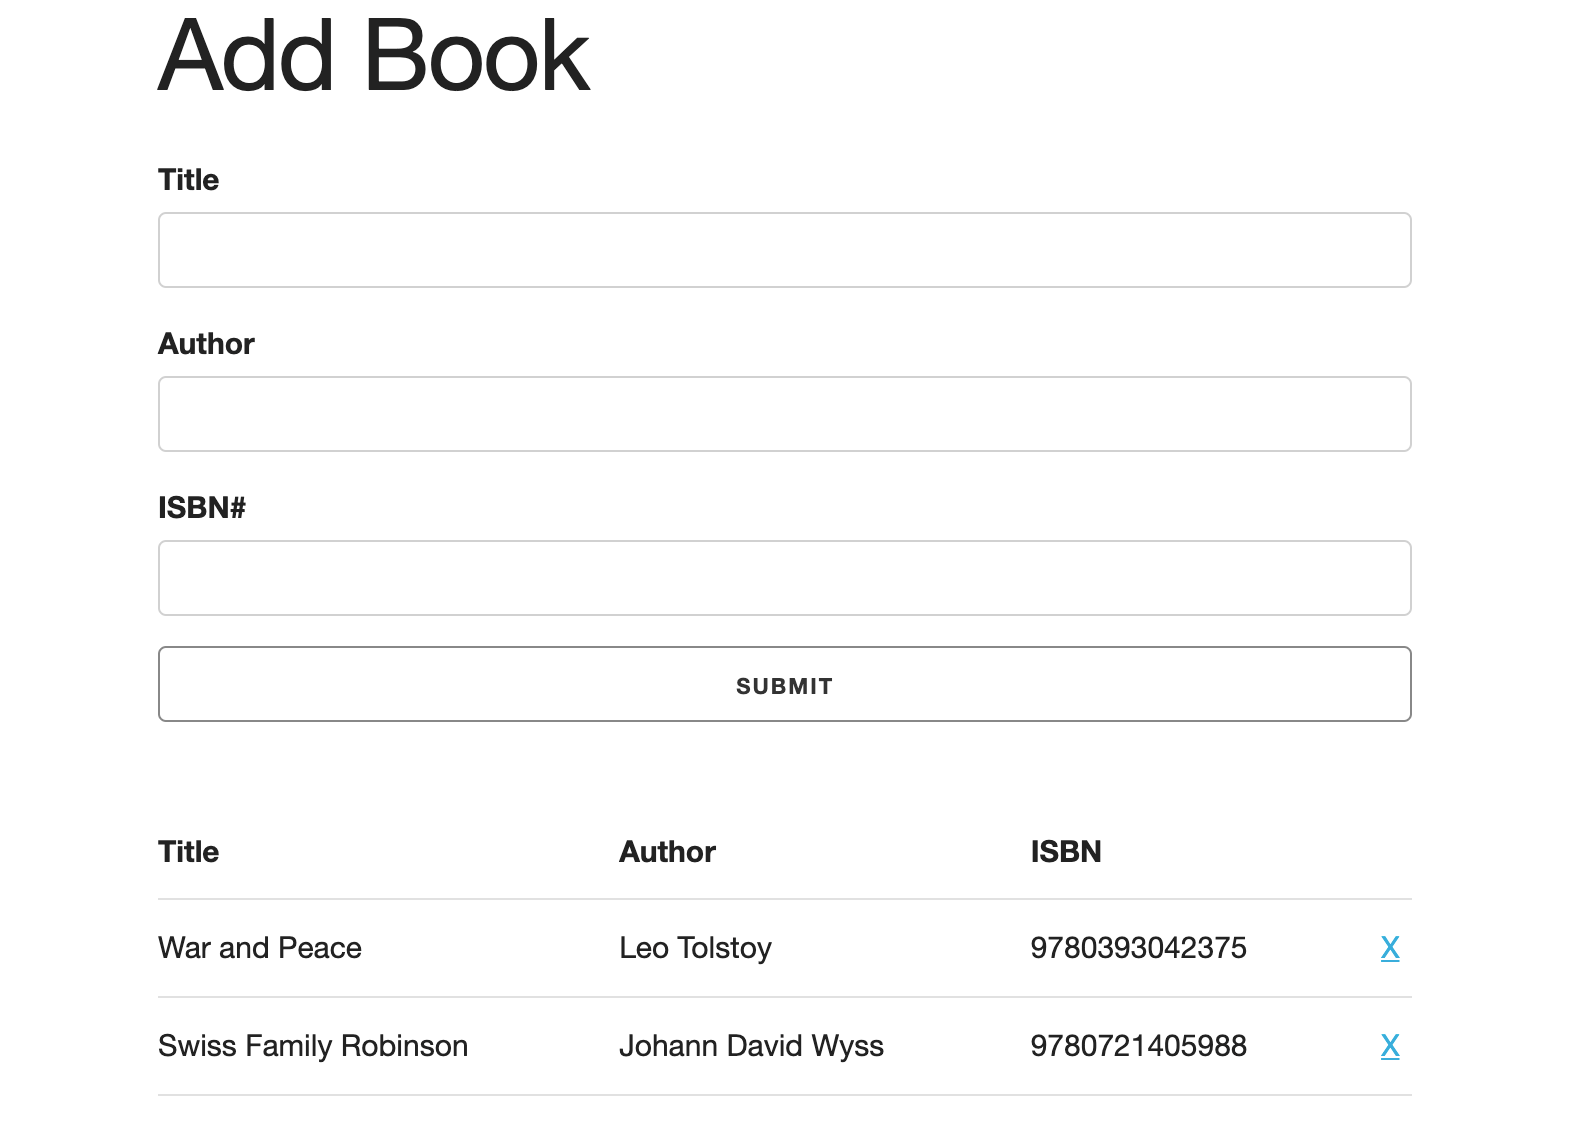 Add Book
Title
Author
ISBN#
SUBMIT
Title Author ISBN
War and Peace Leo Tolstoy 9780393042375 X
Swiss Family Robinson Johann David Wyss 9780721405988 X